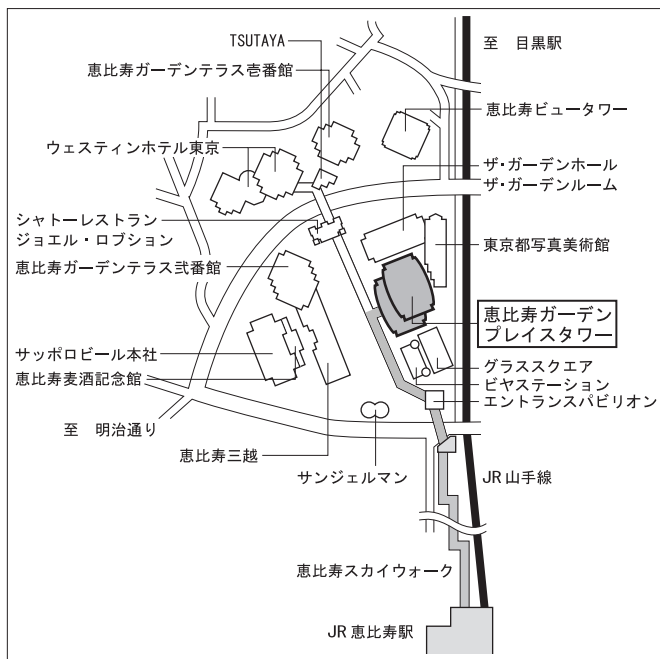 TSUTAYA
至 目黒駅
恵比寿ガーデンテラス壱番館
恵比寿ビュータワー
ウェスティンホテル東京
ザ・ガーデンホール
ザ・ガーデンルーム
シャトーレストラン
ジョエル・ロブション
東京都写真美術館
恵比寿ガーデンテラス弐番館
恵比寿ガーデン
プレイスタワー
サッポロビール本社
グラススクエア
恵比寿麦酒記念館
ビヤステーション
エントランスパビリオン
至 明治通り
恵比寿三越
サンジェルマン
JR山手線
恵比寿スカイウォーク
JR恵比寿駅